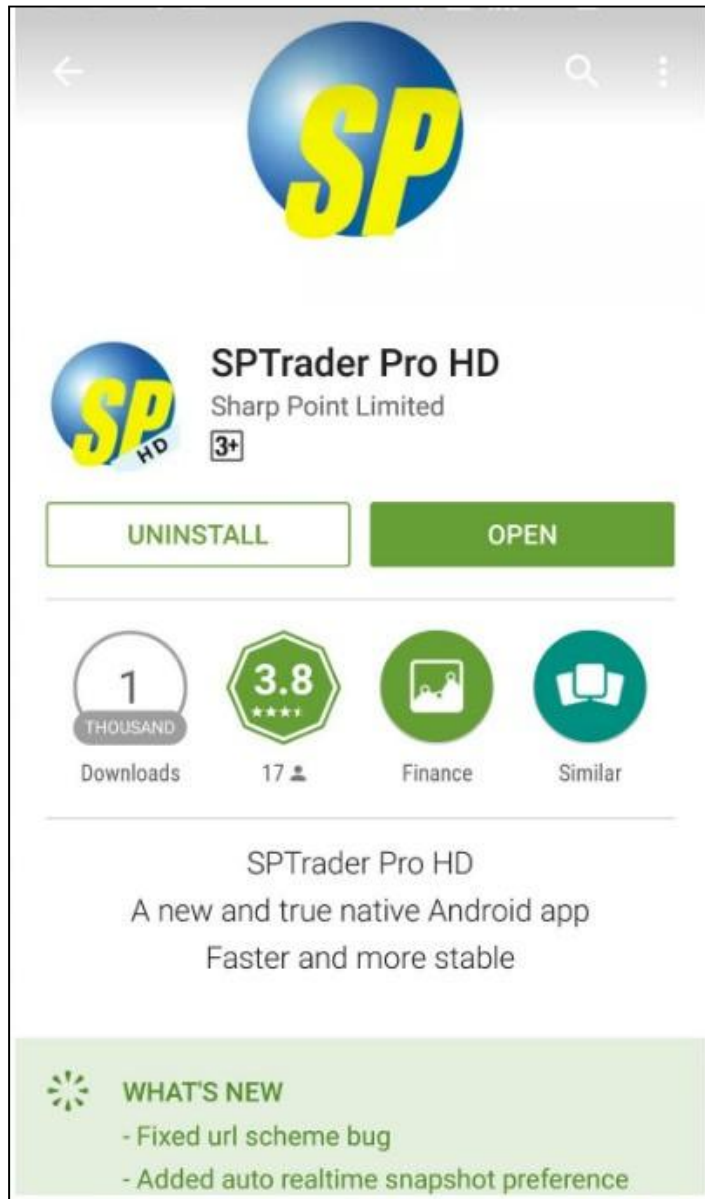 SP
SP
HD
SPTrader Pro HD
Sharp Point Limited
3+
UNINSTALL
OPEN
1
THOUSAND
Downloads
3.8
17
Finance
Similar
SPTrader Pro HD
A new and true native Android app
Faster and more stable
WHAT'S NEW
- Fixed url scheme bug
- Added auto realtime snapshot preference